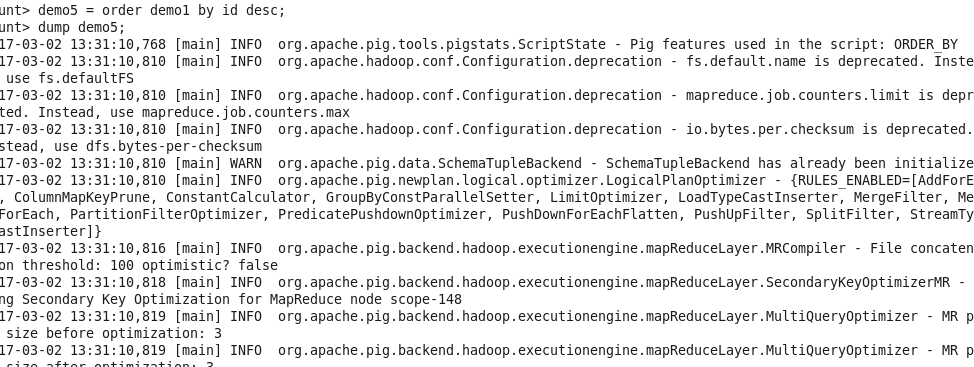 unt> demo5 = order demo1 by id desc;
unt> dump demo5;
17-03-02 13:31:10,768 [main] INFO  org.apache.pig.tools.pigstats.ScriptState - Pig features used in the script: ORDER_BY
17-03-02 13:31:10,810 [main] INFO  org.apache.hadoop.conf.Configuration.deprecation - fs.default.name is deprecated. Inste
 use fs.defaultFS
17-03-02 13:31:10,810 [main] INFO  org.apache.hadoop.conf.Configuration.deprecation - mapreduce.job.counters.limit is depr
ted. Instead, use mapreduce.job.counters.max
17-03-02 13:31:10,810 [main] INFO  org.apache.hadoop.conf.Configuration.deprecation - io.bytes.per.checksum is deprecated.
stead, use dfs.bytes-per-checksum
17-03-02 13:31:10,810 [main] WARN  org.apache.pig.data.SchemaTupleBackend - SchemaTupleBackend has already been initialize
17-03-02 13:31:10,810 [main] INFO  org.apache.pig.newplan.logical.optimizer.LogicalPlanOptimizer - {RULES_ENABLED=[AddForE
, ColumnMapKeyPrune, ConstantCalculator, GroupByConstParallelSetter, LimitOptimizer, LoadTypeCastInserter, MergeFilter, Me
ForEach, PartitionFilterOptimizer, PredicatePushdownOptimizer, PushDownForEachFlatten, PushUpFilter, SplitFilter, StreamTy
astInserter]}
17-03-02 13:31:10,816 [main] INFO  org.apache.pig.backend.hadoop.executionengine.mapReduceLayer.MRCompiler - File concaten
on threshold: 100 optimistic? false
17-03-02 13:31:10,818 [main] INFO  org.apache.pig.backend.hadoop.executionengine.mapReduceLayer.SecondaryKeyOptimizerMR -
ng Secondary Key Optimization for MapReduce node scope-148
17-03-02 13:31:10,819 [main] INFO  org.apache.pig.backend.hadoop.executionengine.mapReduceLayer.MultiQueryOptimizer - MR p
 size before optimization: 3
17-03-02 13:31:10,819 [main] INFO  org.apache.pig.backend.hadoop.executionengine.mapReduceLayer.MultiQueryOptimizer - MR p
 size after optimization: 3